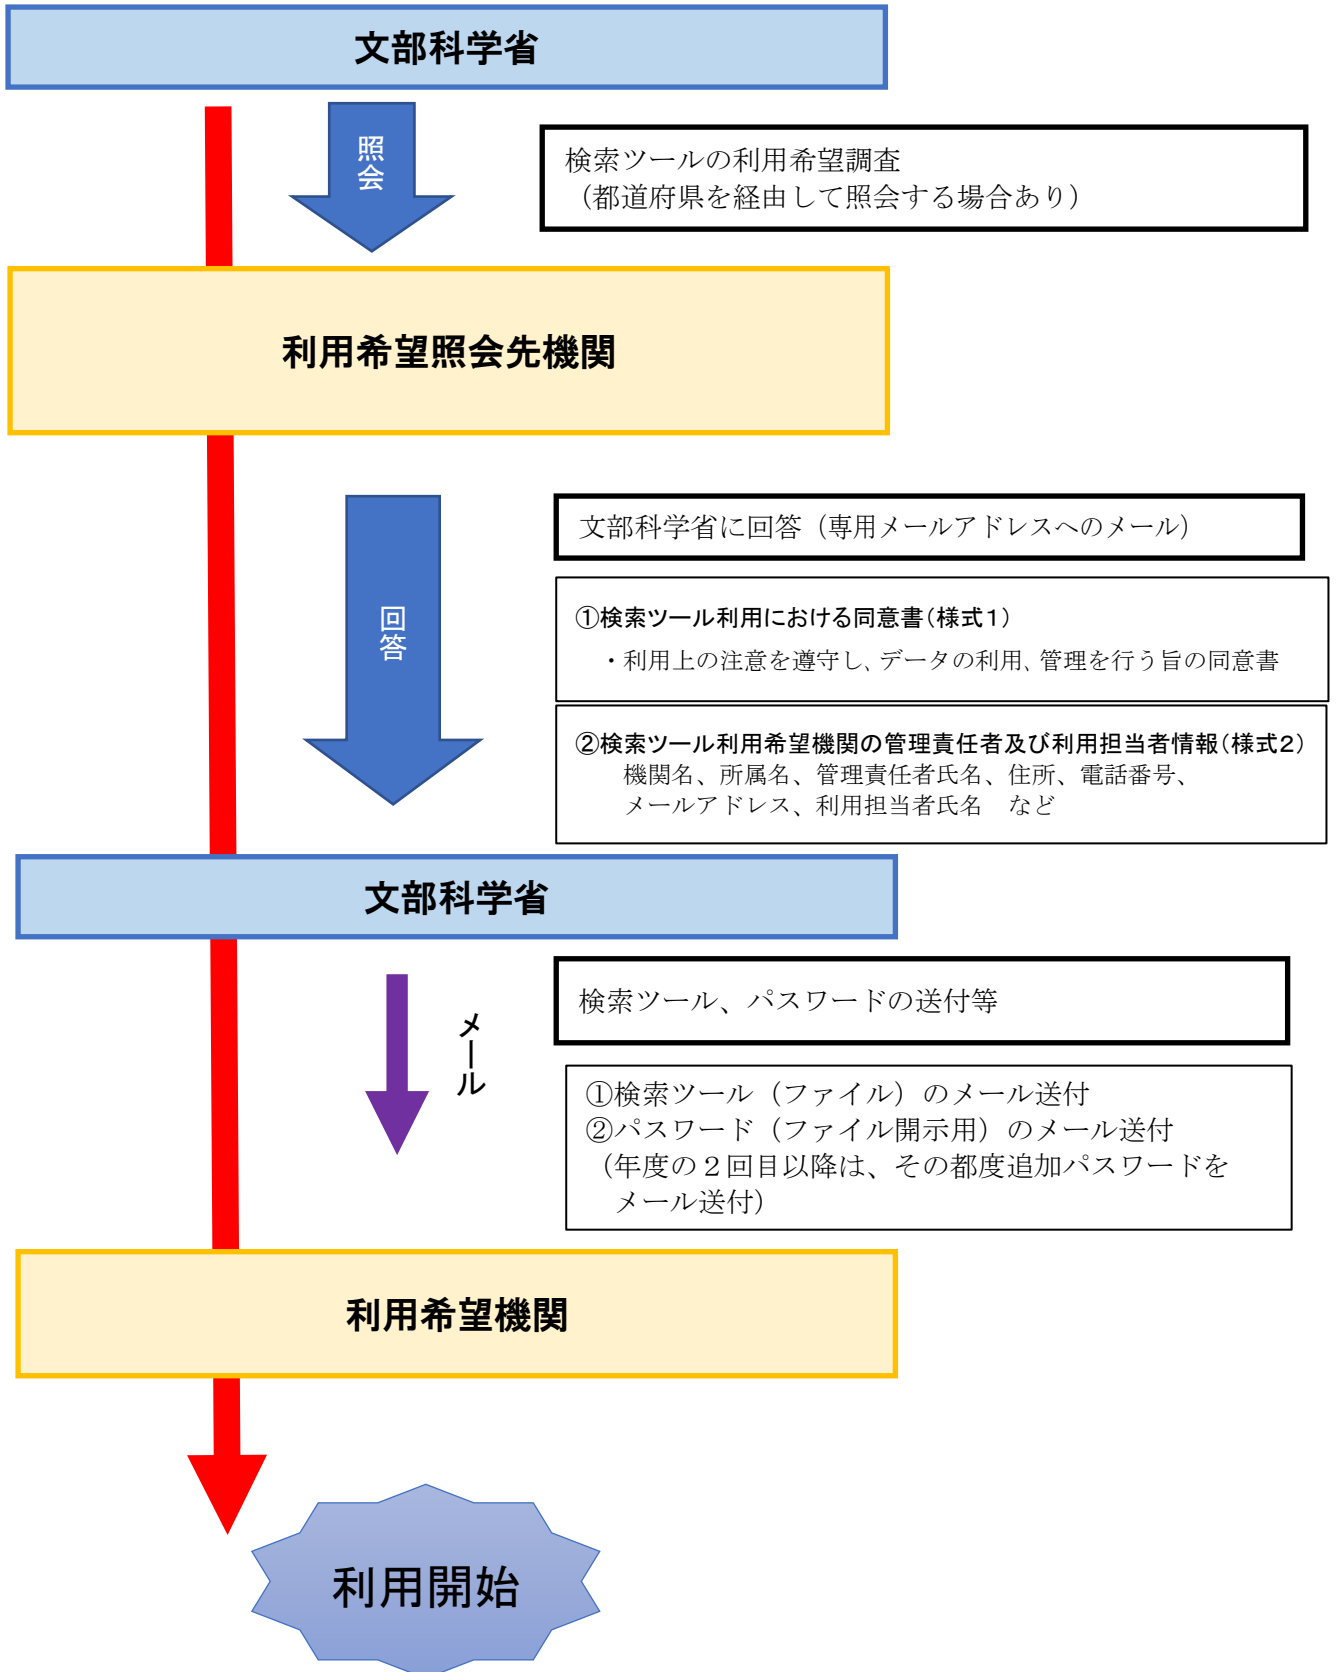 文部科学省
照会
検索ツールの利用希望調査
（都道府県を経由して照会する場合あり）
利用希望照会先機関
回答
文部科学省に回答（専用メールアドレスへのメール）
①検索ツール利用における同意書（様式１）
・利用上の注意を遵守し、データの利用、管理を行う旨の同意書
②検索ツール利用希望機関の管理責任者及び利用担当者情報（様式２）
機関名、所属名、管理責任者氏名、住所、電話番号、
メールアドレス、利用担当者氏名　など
文部科学省
メール
検索ツール、パスワードの送付等
①検索ツール（ファイル）のメール送付
②パスワード（ファイル開示用）のメール送付
（年度の２回目以降は、その都度追加パスワードを
メール送付）
利用希望機関
利用開始